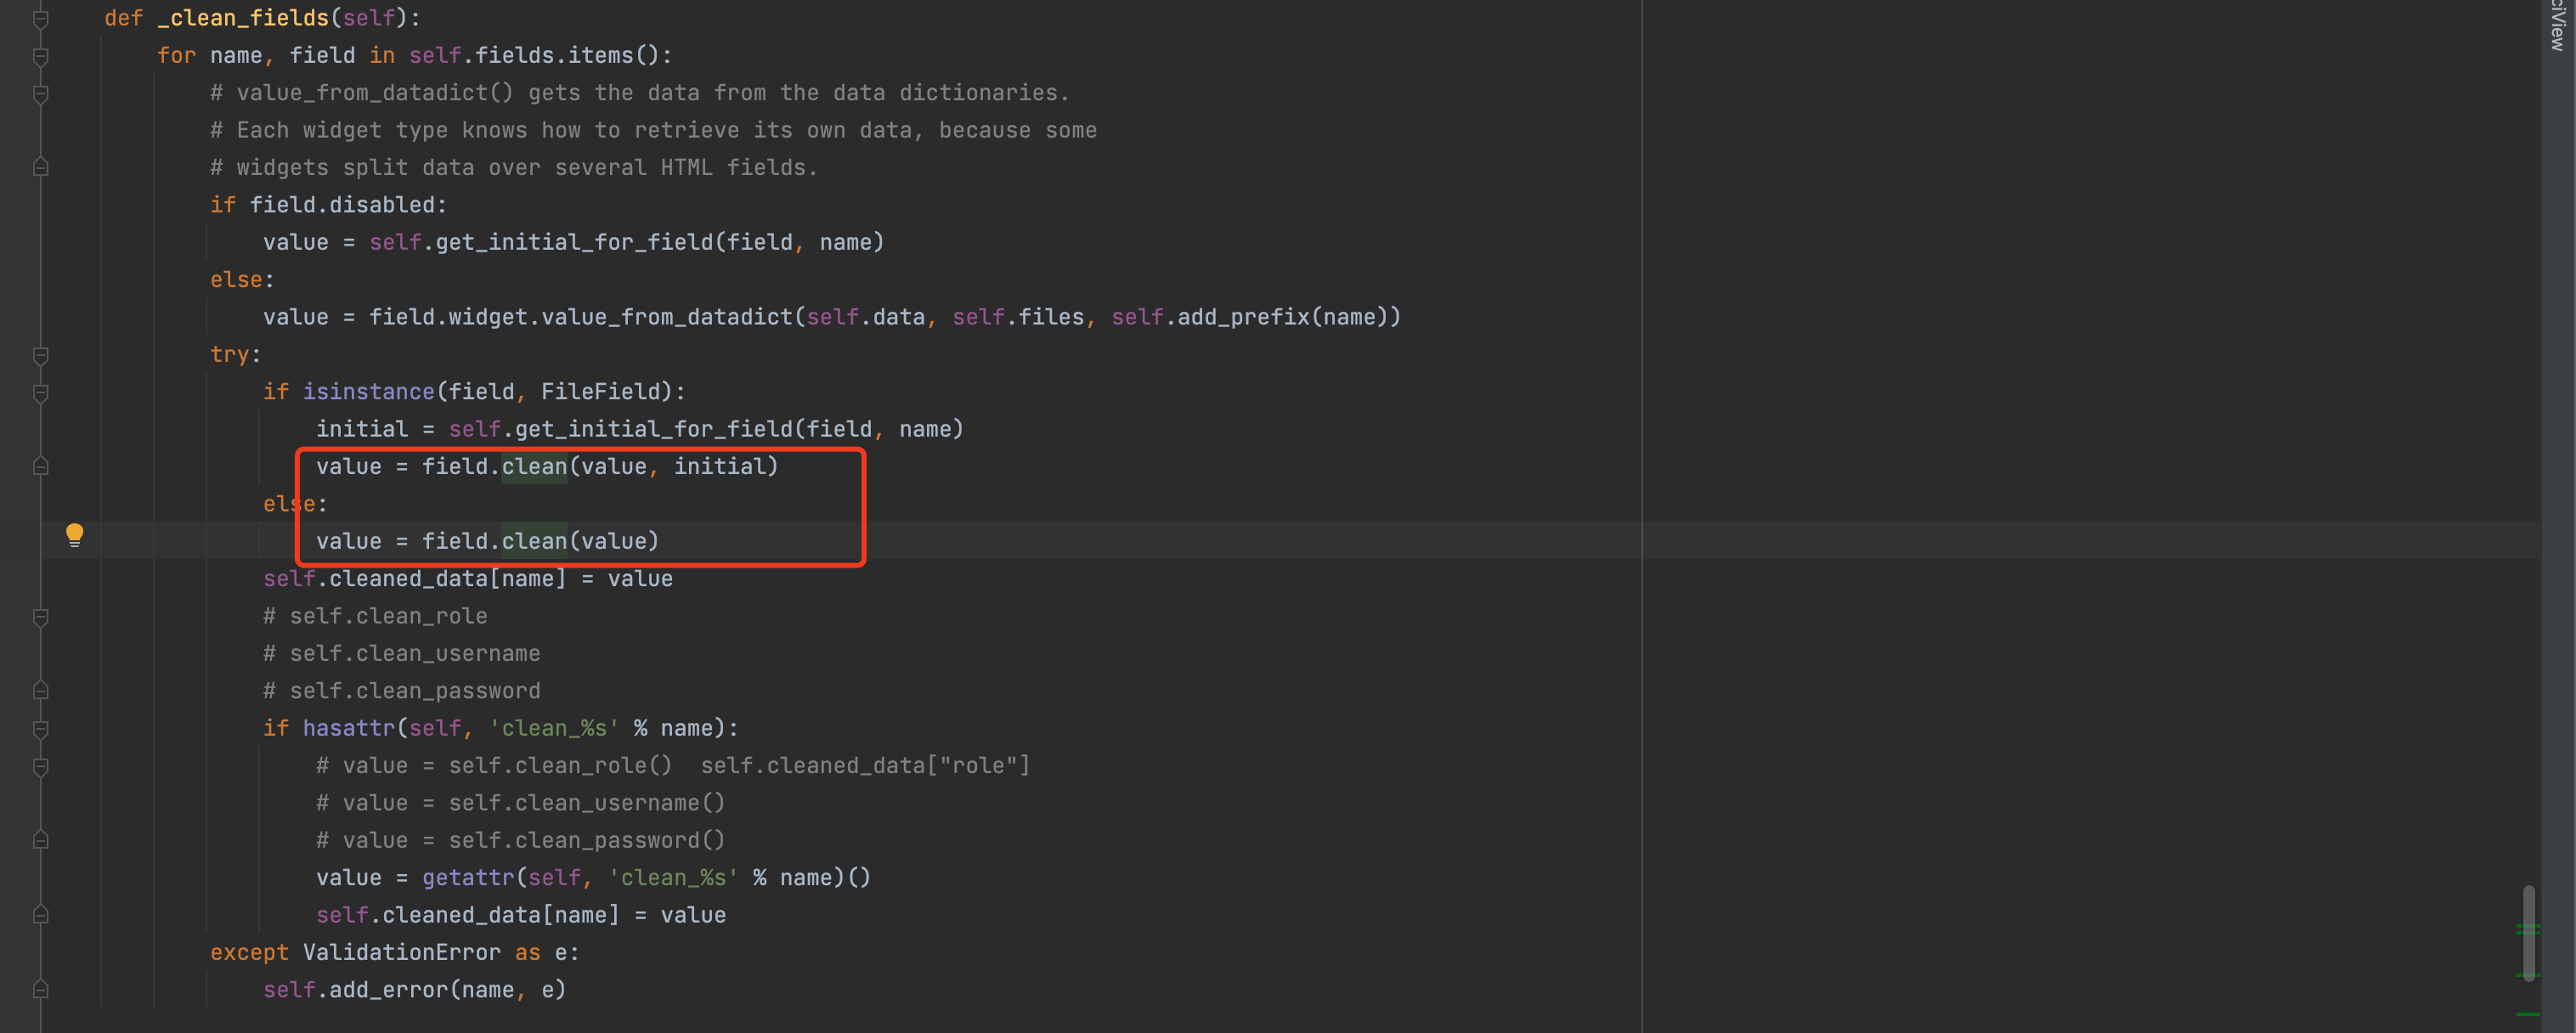 def _clean_fields(self):
    for name, field in self.fields.items():
        # value_from_datadict() gets the data from the data dictionaries.
        # Each widget type knows how to retrieve its own data, because some
        # widgets split data over several HTML fields.
        if field.disabled:
            value = self.get_initial_for_field(field, name)
        else:
            value = field.widget.value_from_datadict(self.data, self.files, self.add_prefix(name))
        try:
            if isinstance(field, FileField):
                initial = self.get_initial_for_field(field, name)
                value = field.clean(value, initial)
            else:
                value = field.clean(value)
            self.cleaned_data[name] = value
            # self.clean_role
            # self.clean_username
            # self.clean_password
            if hasattr(self, 'clean_%s' % name):
                # value = self.clean_role()  self.cleaned_data["role"]
                # value = self.clean_username()
                # value = self.clean_password()
                value = getattr(self, 'clean_%s' % name)()
                self.cleaned_data[name] = value
        except ValidationError as e:
            self.add_error(name, e)
ciView